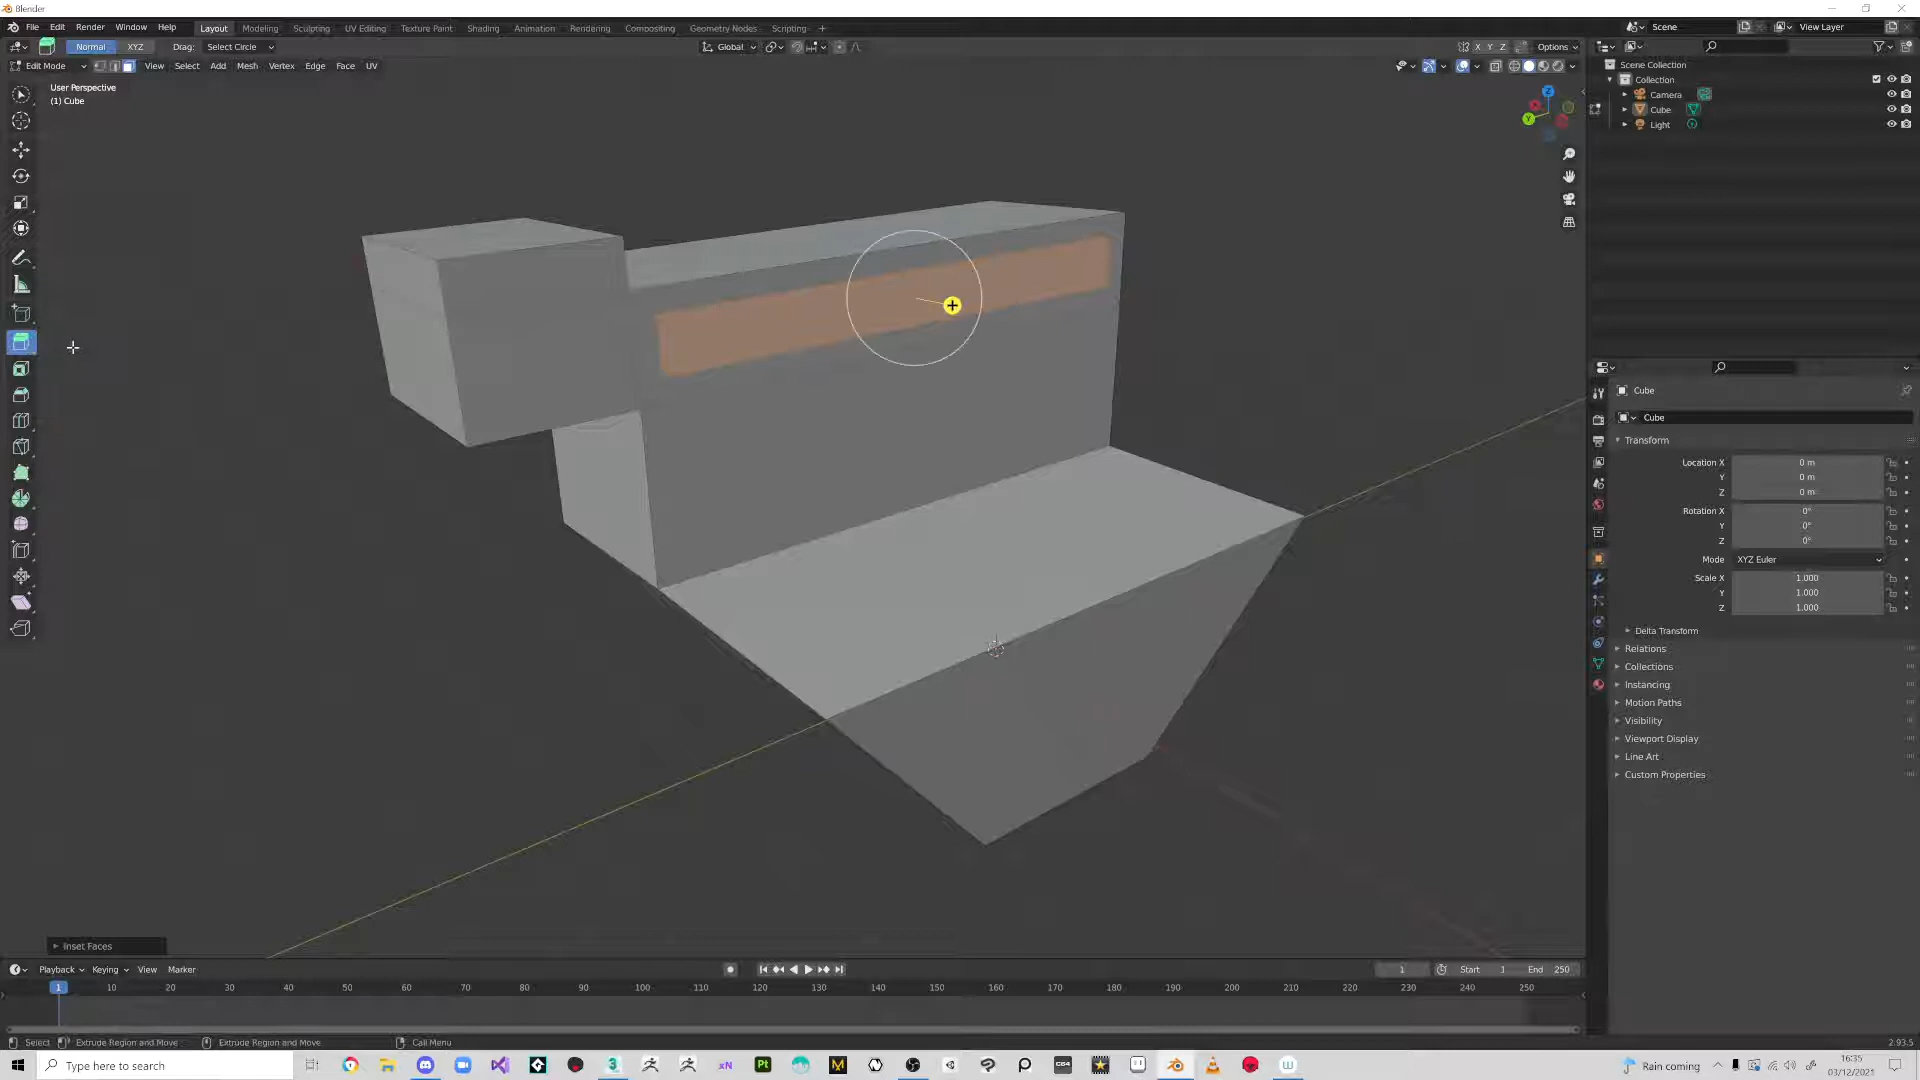 Blender
File Edit Render Window Help Layout Modeling Sculpting UV Editing Texture Paint Shading Animation Rendering Compositing Geometry Nodes Scripting + Scene View Layer
Normal XYZ Drag: Select Circle Global X Y Z Options
Edit Mode View Select Add Mesh Vertex Edge Face UV
User Perspective
(1) Cube
Z
Y
Scene Collection
Collection
Camera
Cube
Light
Cube
Cube
Transform
Location X 0 m
Y 0 m
Z 0 m
Rotation X 0°
Y 0°
Z 0°
Mode XYZ Euler
Scale X 1.000
Y 1.000
Z 1.000
Delta Transform
Relations
Collections
Instancing
Motion Paths
Visibility
Viewport Display
Line Art
Custom Properties
Inset Faces
Playback Keying View Marker 1 Start 1 End 250
1 10 20 30 40 50 60 70 80 90 100 110 120 130 140 150 160 170 180 190 200 210 220 230 240 250
Select Extrude Region and Move Extrude Region and Move Call Menu 2.93.5
Type here to search 3 xN Pt M C64 Rain coming 16:35
03/12/2021